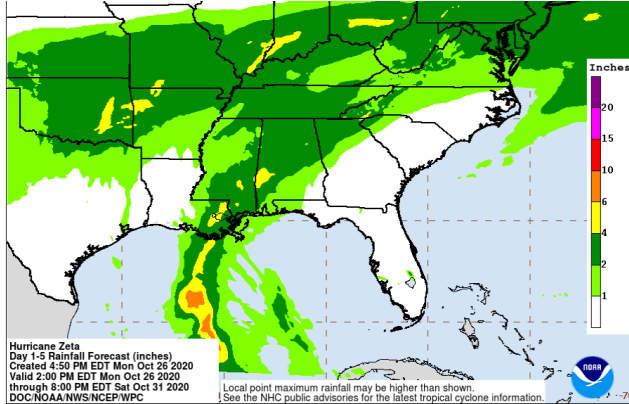 Inches
20
15
10
6
4
2
1
Hurricane Zeta
Day 1-5 Rainfall Forecast (inches)
Created 4:50 PM EDT Mon Oct 26 2020
Valid 2:00 PM EDT Mon Oct 26 2020
through 8:00 PM EDT Sat Oct 31 2020
DOC/NOAA/NWS/NCEP/WPC
Local point maximum rainfall may be higher than shown.
See the NHC public advisories for the latest tropical cyclone information.
NOAA